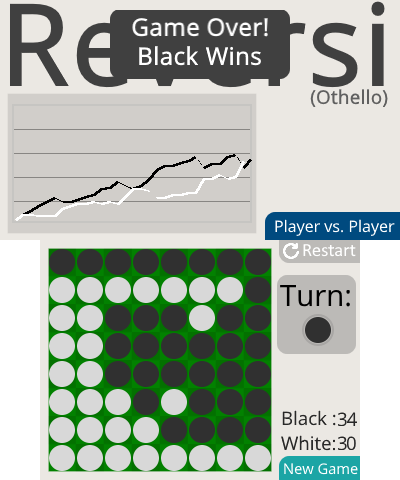 Reversi
Game Over!
Black Wins
(Othello)
Player vs. Player
Restart
Turn:
Black :34
White:30
New Game